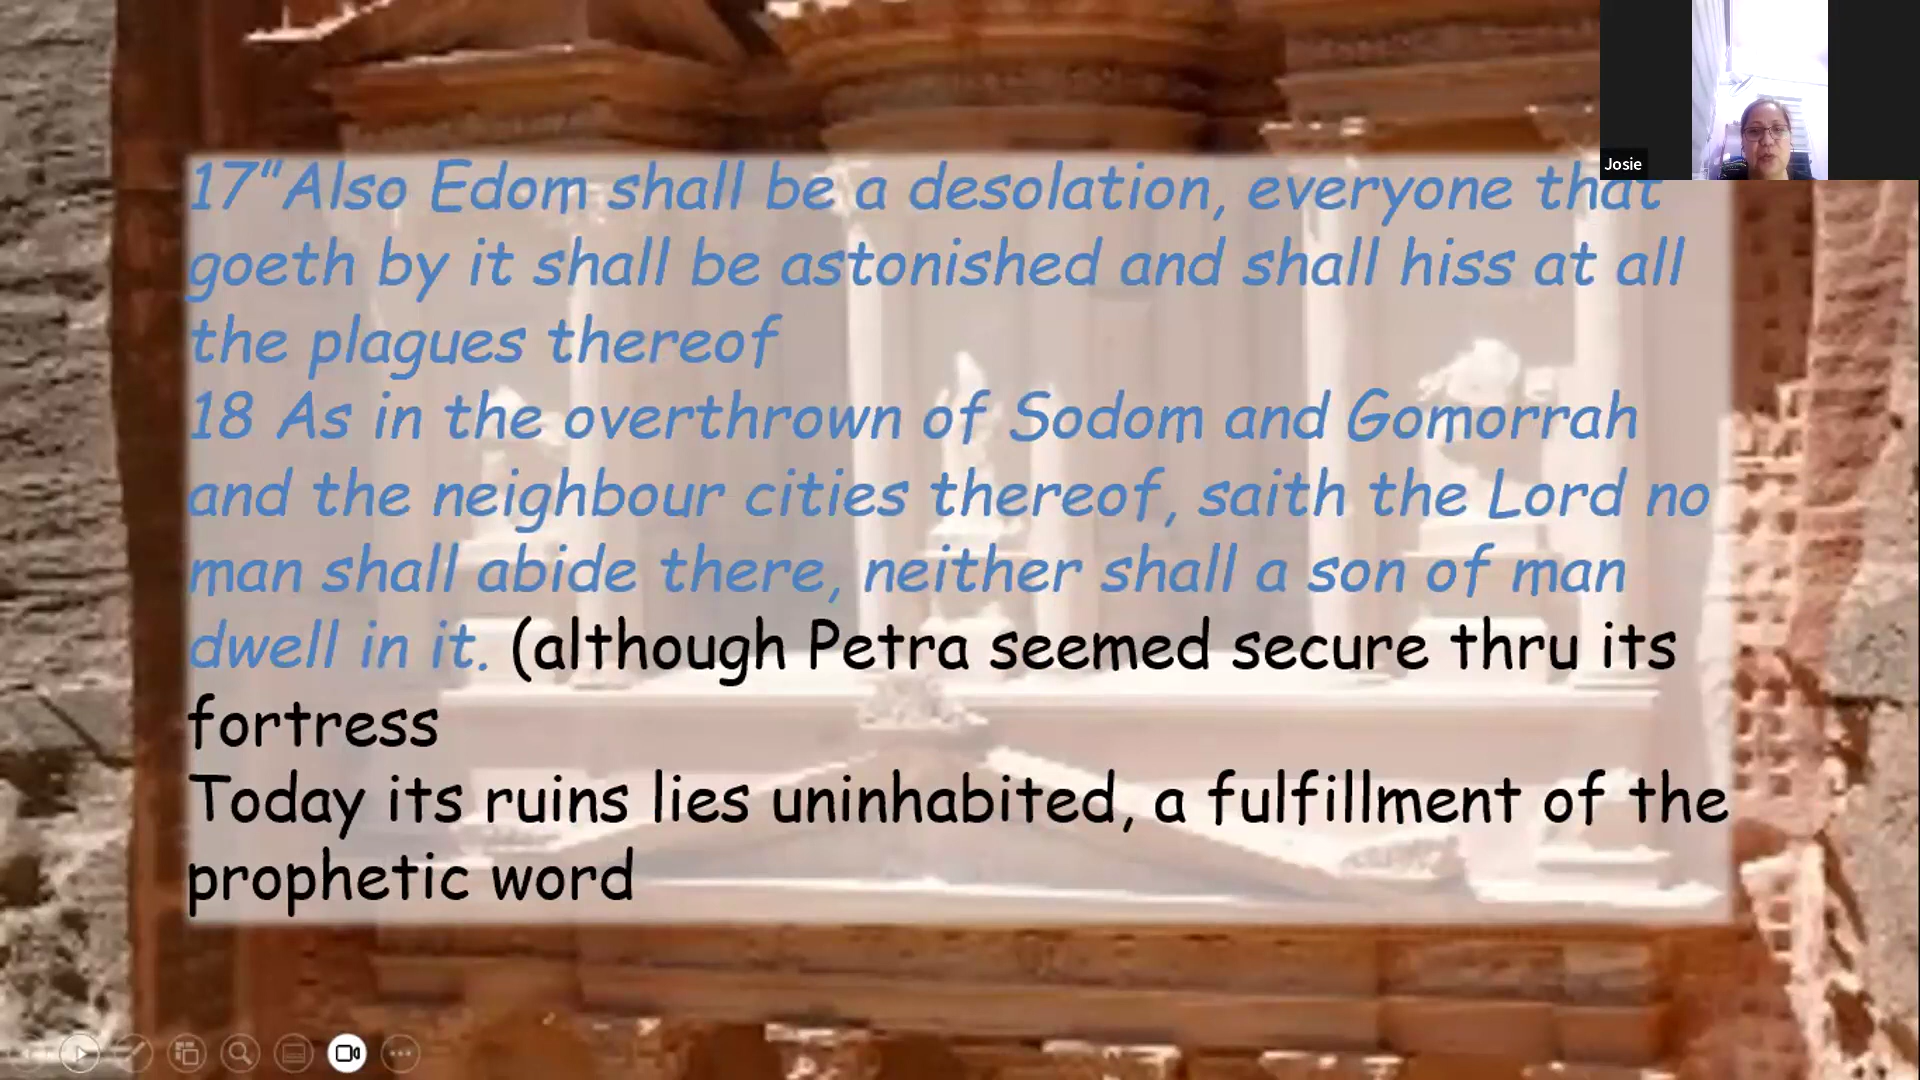 Josie
17"Also Edom shall be a desolation, everyone that
goeth by it shall be astonished and shall hiss at all
the plagues thereof
18 As in the overthrown of Sodom and Gomorrah
and the neighbour cities thereof, saith the Lord no
man shall abide there, neither shall a son of man
dwell in it. (although Petra seemed secure thru its
fortress
Today its ruins lies uninhabited, a fulfillment of the
prophetic word